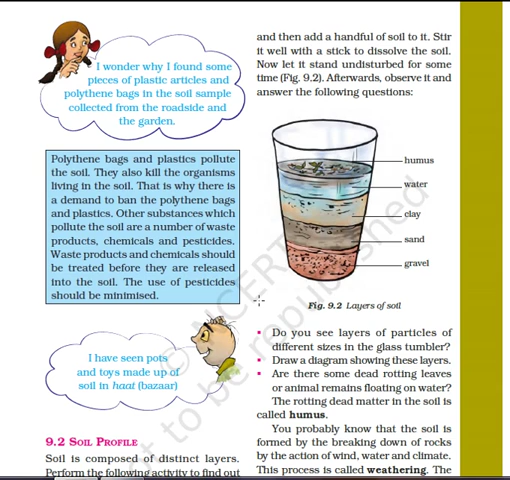 I wonder why I found some
pieces of plastic articles and
polythene bags in the soil sample
collected from the roadside and
the garden.
Polythene bags and plastics pollute
the soil. They also kill the organisms
living in the soil. That is why there is
a demand to ban the polythene bags
and plastics. Other substances which
pollute the soil are a number of waste
products, chemicals and pesticides.
Waste products and chemicals should
be treated before they are released
into the soil. The use of pesticides
should be minimised.
I have seen pots
and toys made up of
soil in haat (bazaar)
9.2 SOIL PROFILE
Soil is composed of distinct layers.
Perform the following activity to find out
and then add a handful of soil to it. Stir
it well with a stick to dissolve the soil.
Now let it stand undisturbed for some
time (Fig. 9.2). Afterwards, observe it and
answer the following questions:
humus
water
clay
sand
gravel
Fig. 9.2 Layers of soil
▪ Do you see layers of particles of
different sizes in the glass tumbler?
▪ Draw a diagram showing these layers.
▪ Are there some dead rotting leaves
or animal remains floating on water?
The rotting dead matter in the soil is
called humus.
You probably know that the soil is
formed by the breaking down of rocks
by the action of wind, water and climate.
This process is called weathering. The
© NCERT
not to be republished